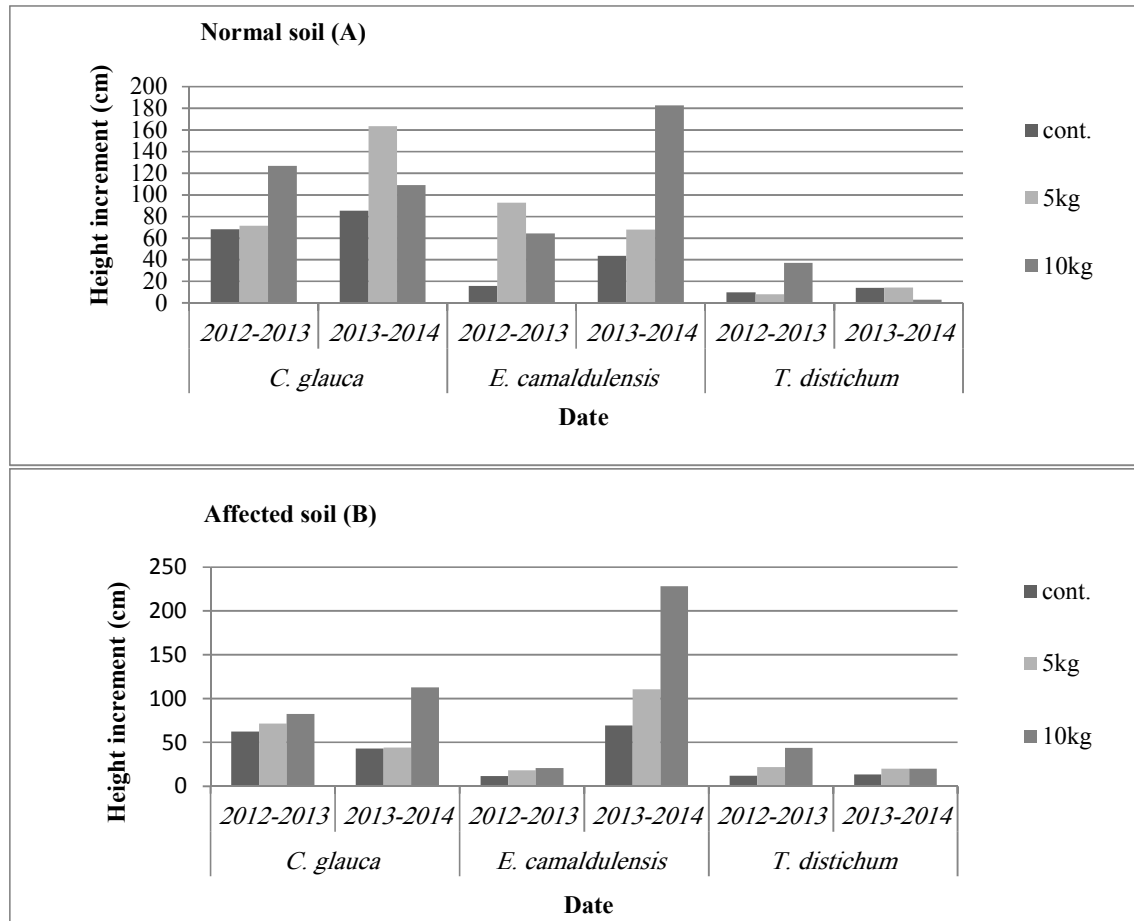 Normal soil (A)
Height increment (cm)
200
180
160
140
120
100
80
60
40
20
0
2012-2013 2013-2014 2012-2013 2013-2014 2012-2013 2013-2014
C. glauca E. camaldulensis T. distichum
Date
cont.
5kg
10kg
Affected soil (B)
Height increment (cm)
250
200
150
100
50
0
2012-2013 2013-2014 2012-2013 2013-2014 2012-2013 2013-2014
C. glauca E. camaldulensis T. distichum
Date
cont.
5kg
10kg